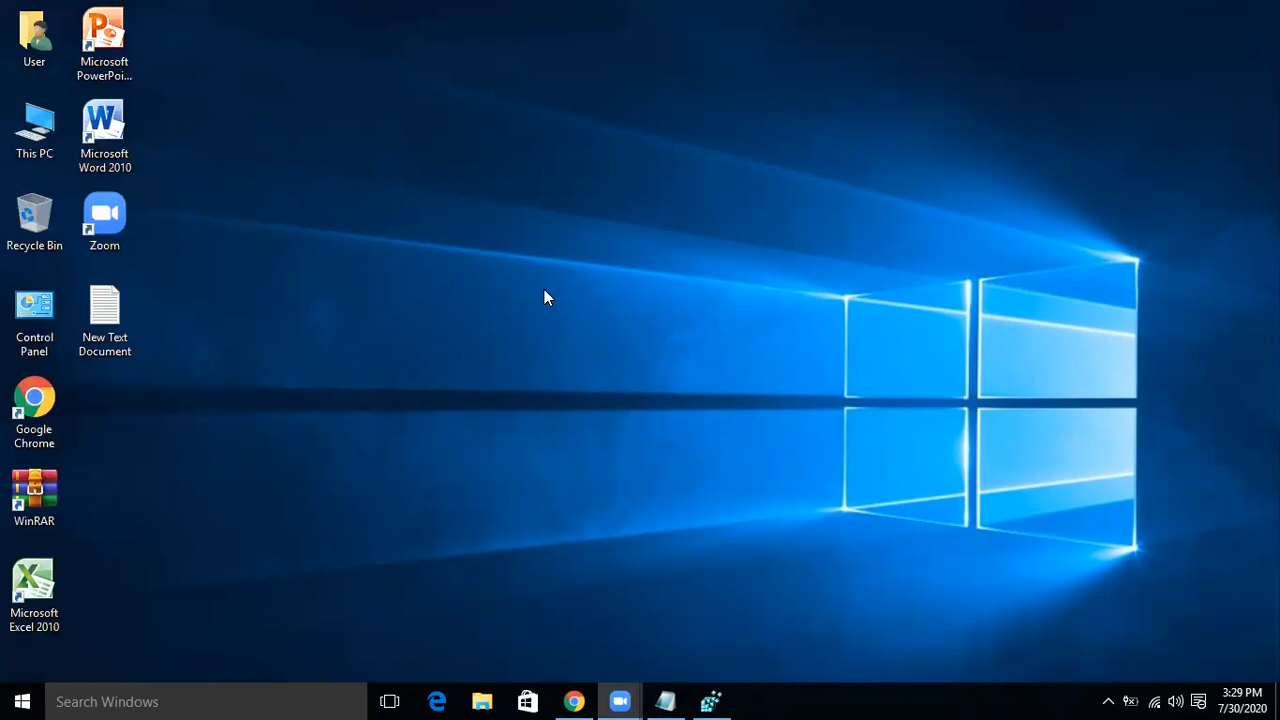 User
Microsoft
PowerPoi...
This PC
Microsoft
Word 2010
Recycle Bin
Zoom
Control
Panel
New Text
Document
Google
Chrome
WinRAR
Microsoft
Excel 2010
Search Windows
3:29 PM
7/30/2020